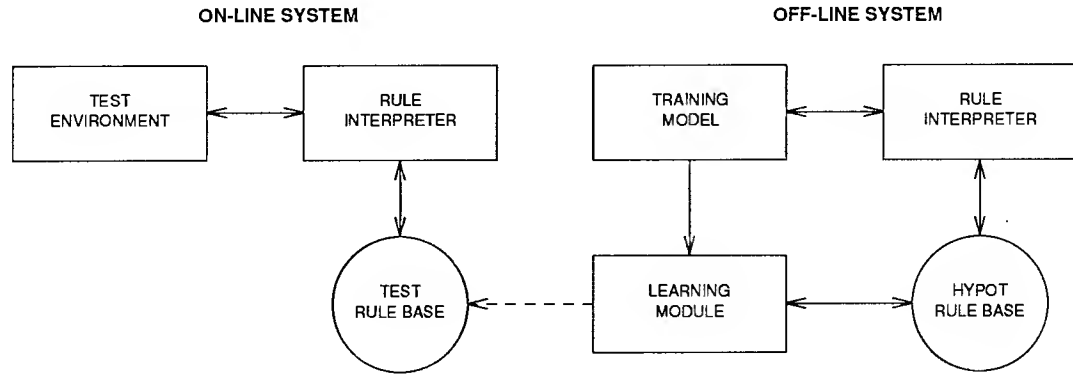 ON-LINE SYSTEM
OFF-LINE SYSTEM
TEST
ENVIRONMENT
RULE
INTERPRETER
TRAINING
MODEL
RULE
INTERPRETER
TEST
RULE BASE
LEARNING
MODULE
HYPOT
RULE BASE